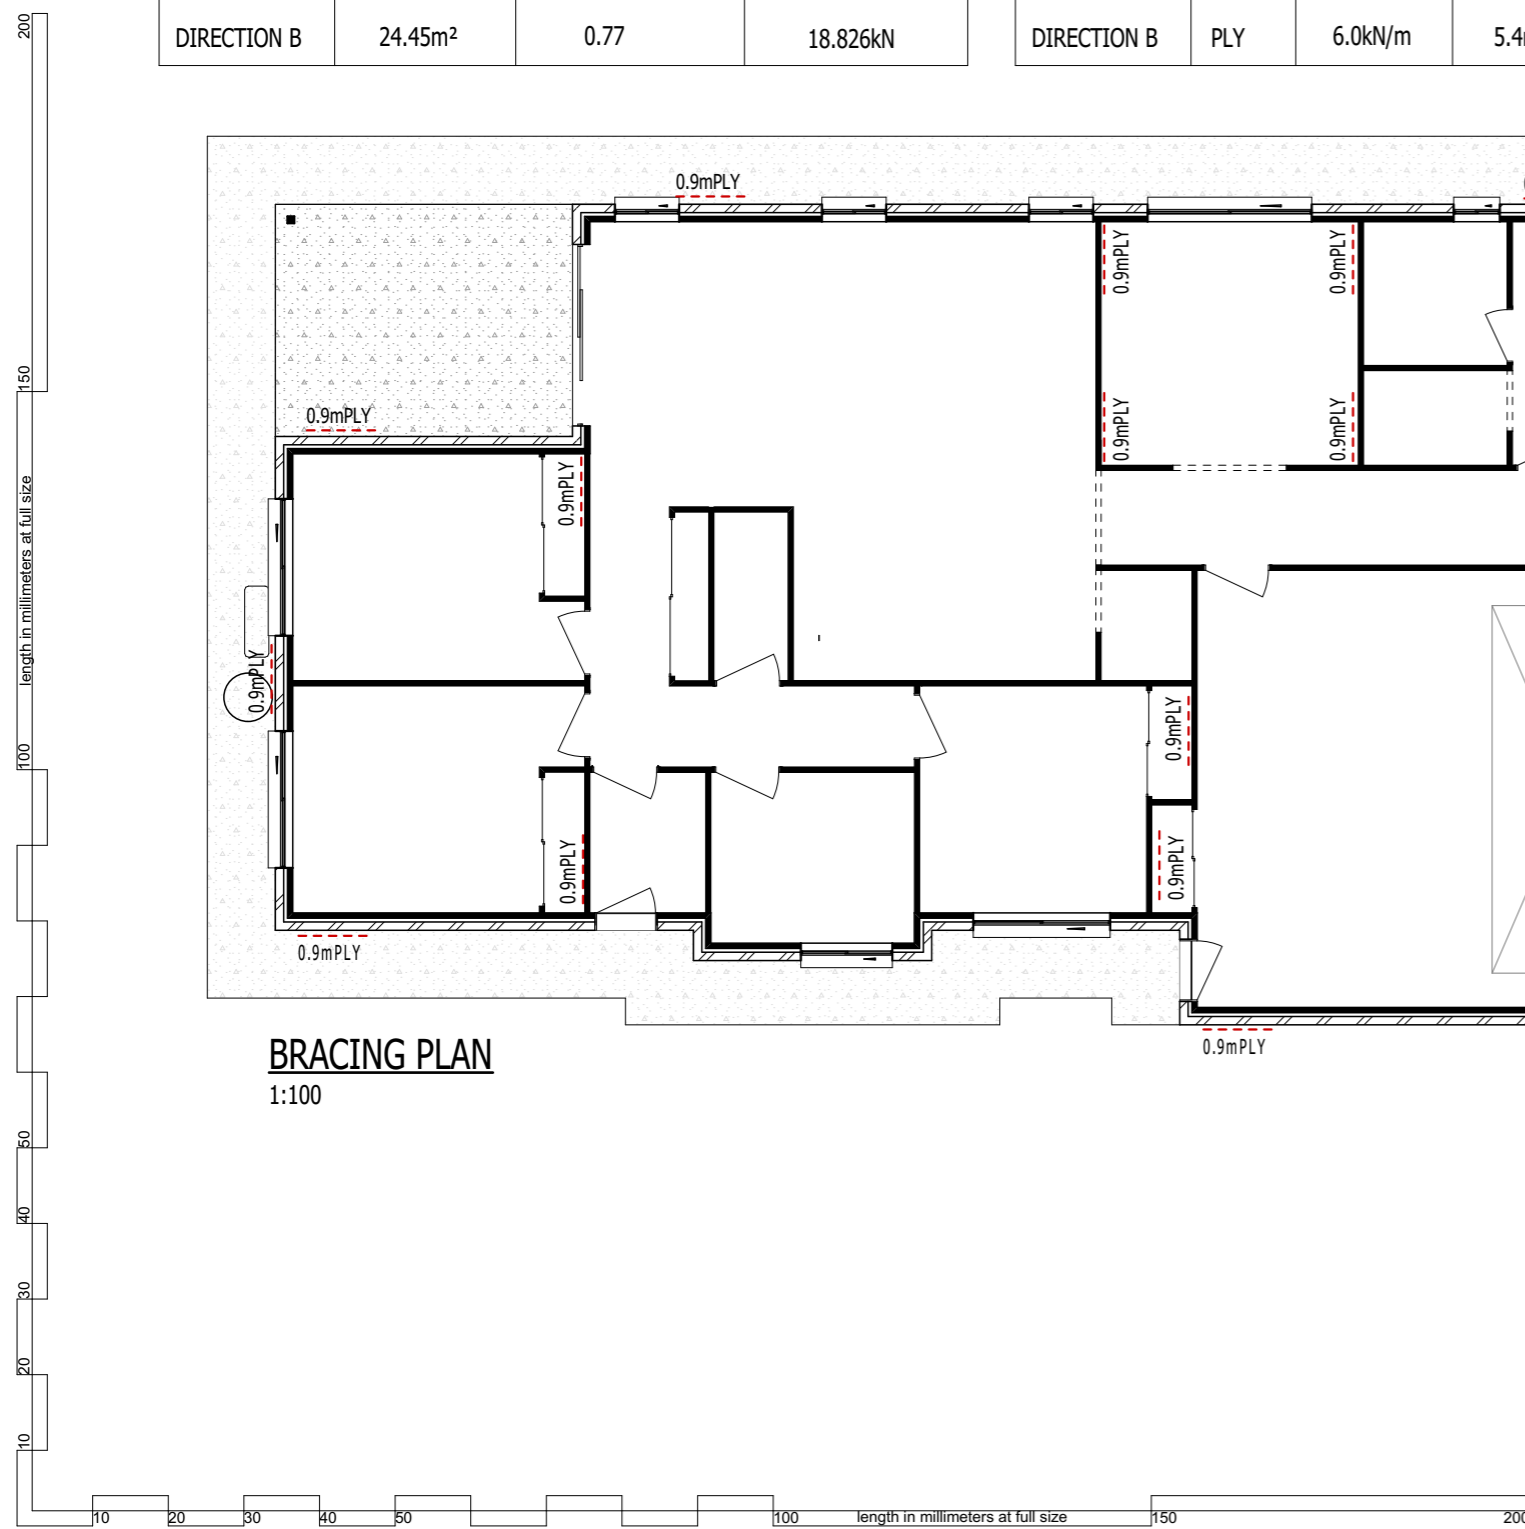 DIRECTION B 24.45m² 0.77 18.826kN
DIRECTION B PLY 6.0kN/m
0.9mPLY
0.9mPLY
0.9mPLY
0.9mPLY
0.9mPLY
0.9mPLY
0.9mPLY
0.9mPLY
0.9mPLY
0.9mPLY
0.9mPLY
0.9mPLY
0.9mPLY
BRACING PLAN
1:100
200
150
length in millimeters at full size
100
50
40
30
20
10
10 20 30 40 50 100 length in millimeters at full size 150 200